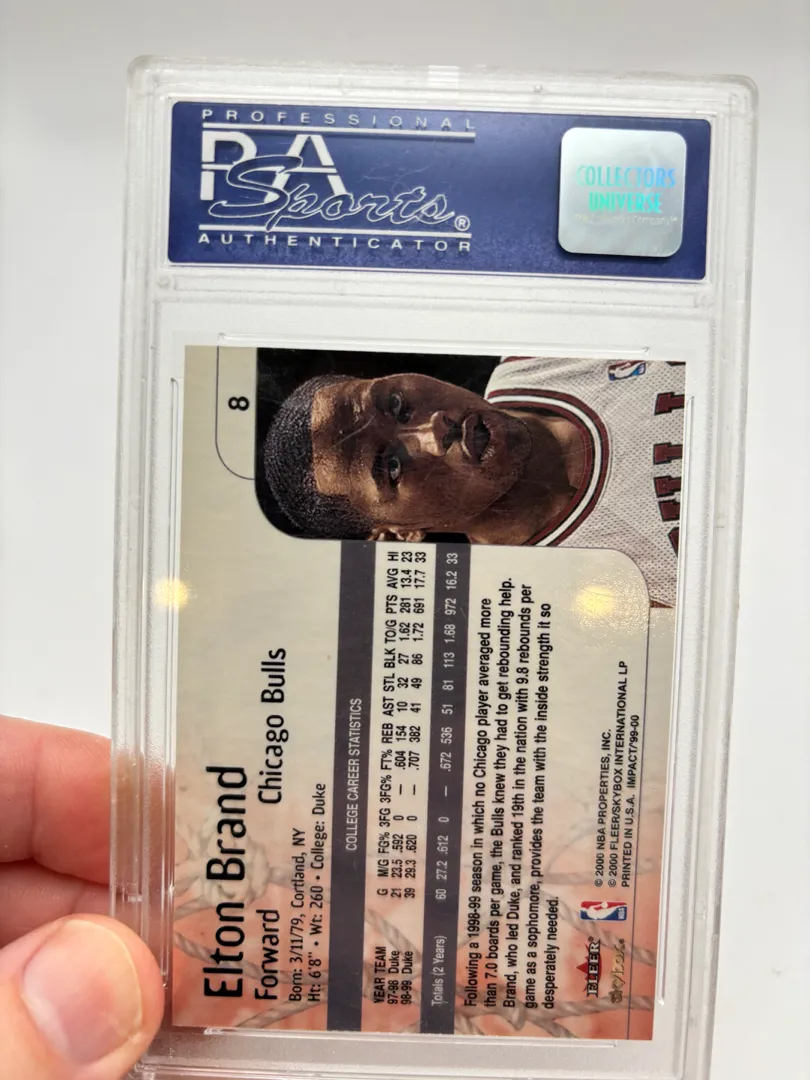 PROFESSIONAL
PSA
Sports®
AUTHENTICATOR
COLLECTORS
UNIVERSE
8
Elton Brand
Forward Chicago Bulls
Born: 3/11/79, Cortland, NY
Ht: 6'8" • Wt: 260 • College: Duke
COLLEGE CAREER STATISTICS
YEAR TEAM G M/G FG% 3FG 3FG% FT% REB AST STL BLK TO/G PTS AVG HI
97-98 Duke 21 23.5 .592 0 — .604 154 10 32 27 1.62 281 13.4 23
98-99 Duke 39 29.3 .620 0 — .707 382 41 49 86 1.72 691 17.7 33
Totals (2 Years) 60 27.2 .612 0 — .672 536 51 81 113 1.68 972 16.2 33
Following a 1998-99 season in which no Chicago player averaged more
than 7.0 boards per game, the Bulls knew they had to get rebounding help.
Brand, who led Duke, and ranked 19th in the nation with 9.8 rebounds per
game as a sophomore, provides the team with the inside strength it so
desperately needed.
FLEER®
SkyBox
NBA
© 2000 NBA PROPERTIES, INC.
© 2000 FLEER/SKYBOX INTERNATIONAL LP
PRINTED IN U.S.A. IMPACT/'99-00